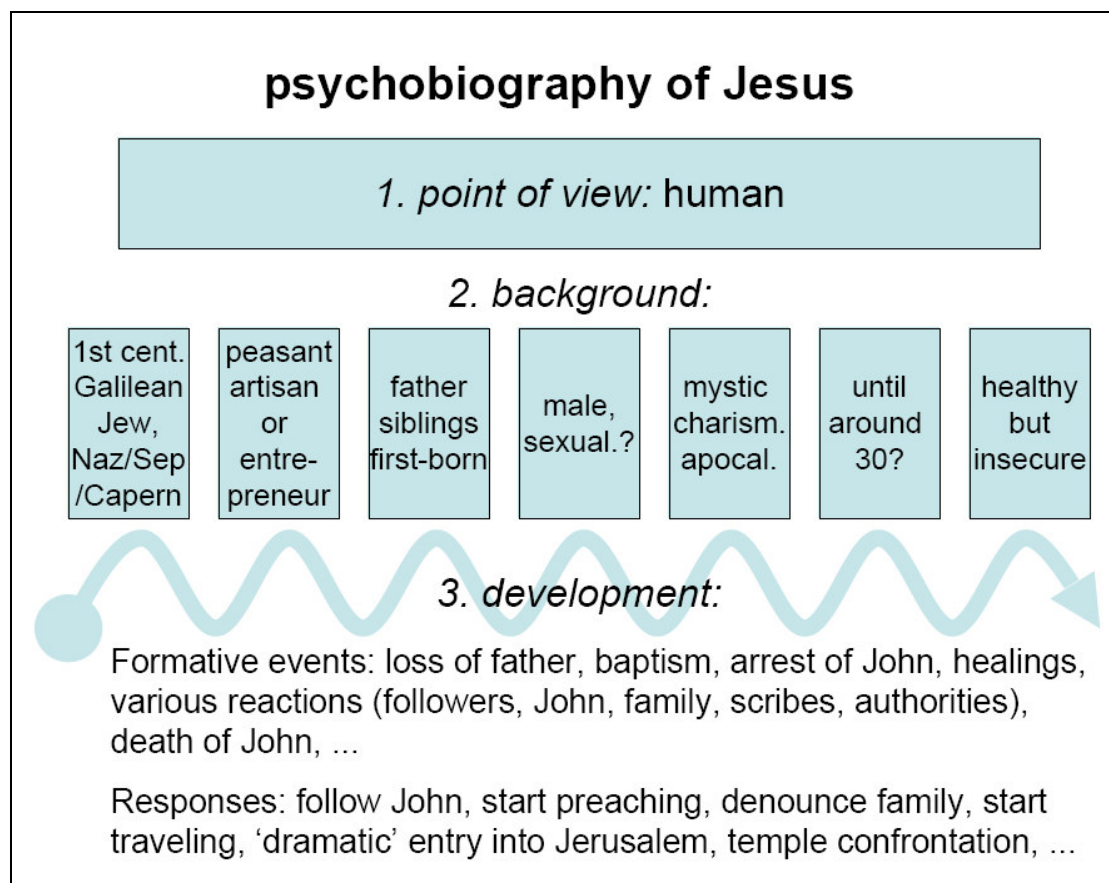 psychobiography of Jesus
1. point of view: human
2. background:
1st cent.
Galilean
Jew,
Naz/Sep
/Capern
peasant
artisan
or
entre-
preneur
father
siblings
first-born
male,
sexual.?
mystic
charism.
apocal.
until
around
30?
healthy
but
insecure
3. development:
Formative events: loss of father, baptism, arrest of John, healings,
various reactions (followers, John, family, scribes, authorities),
death of John, ...
Responses: follow John, start preaching, denounce family, start
traveling, ‘dramatic’ entry into Jerusalem, temple confrontation, ...